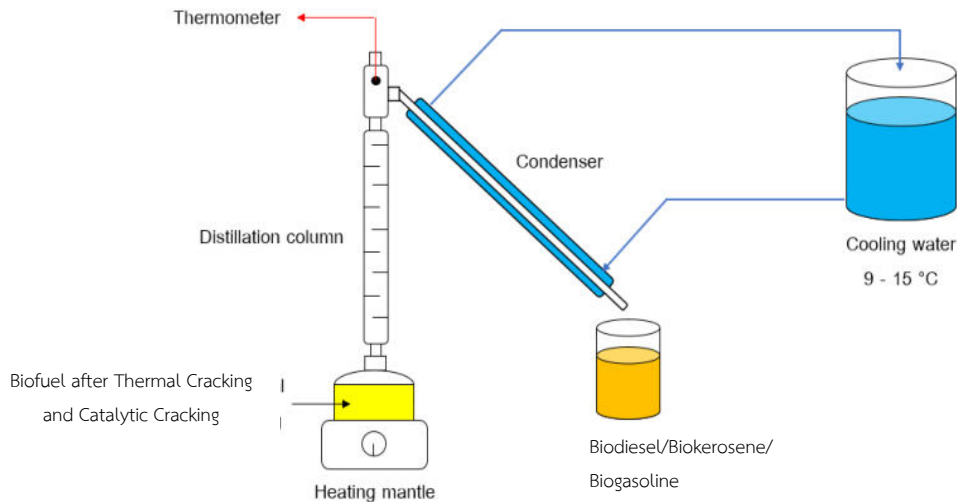 Thermometer
Condenser
Distillation column
Cooling water
9 - 15 °C
Biofuel after Thermal Cracking
and Catalytic Cracking
Biodiesel/Biokerosene/
Biogasoline
Heating mantle